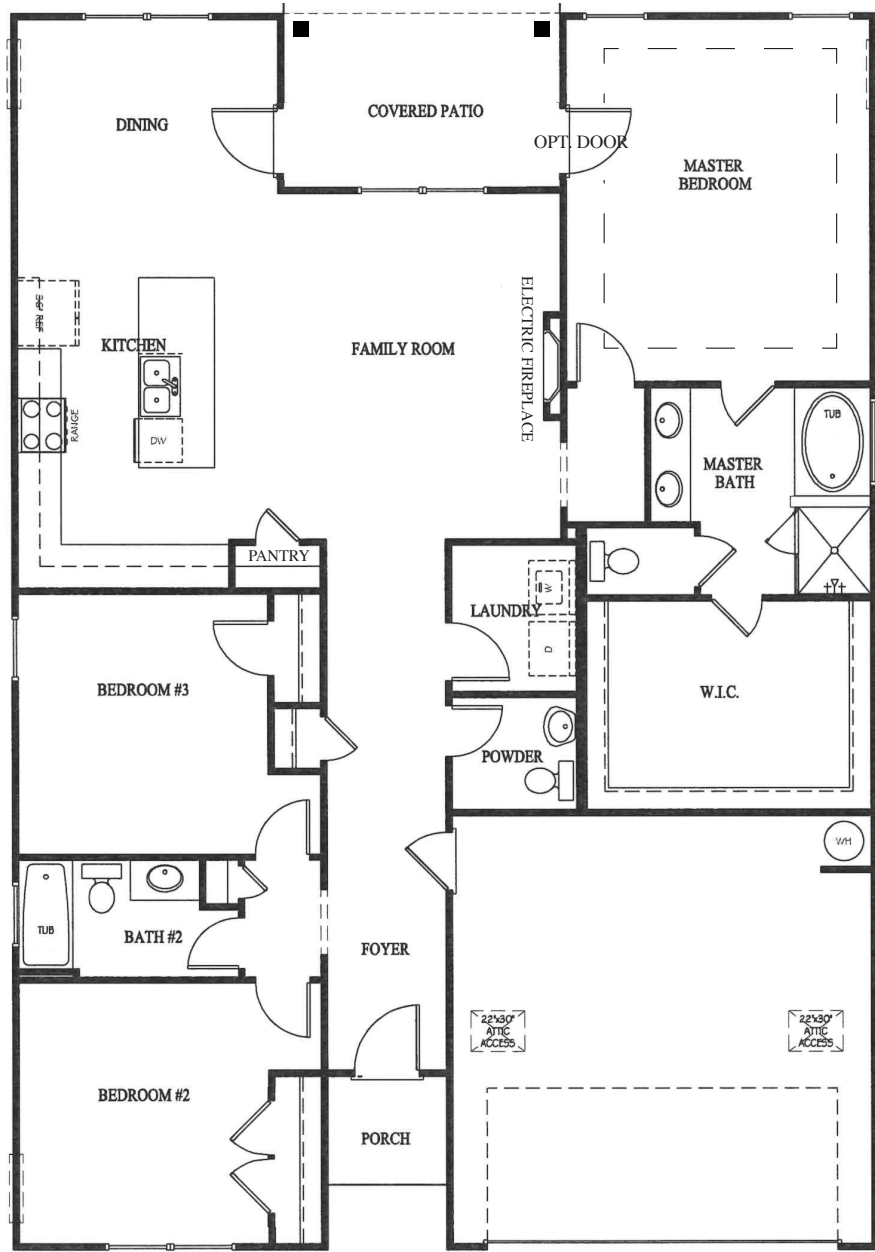 DINING
COVERED PATIO
OPT. DOOR
MASTER
BEDROOM
36" REF
KITCHEN
FAMILY ROOM
ELECTRIC FIREPLACE
RANGE
DW
MASTER
BATH
TUB
PANTRY
LAUNDRY
W
D
BEDROOM #3
W.I.C.
POWDER
WH
TUB
BATH #2
FOYER
22"x30"
ATTIC
ACCESS
22"x30"
ATTIC
ACCESS
BEDROOM #2
PORCH